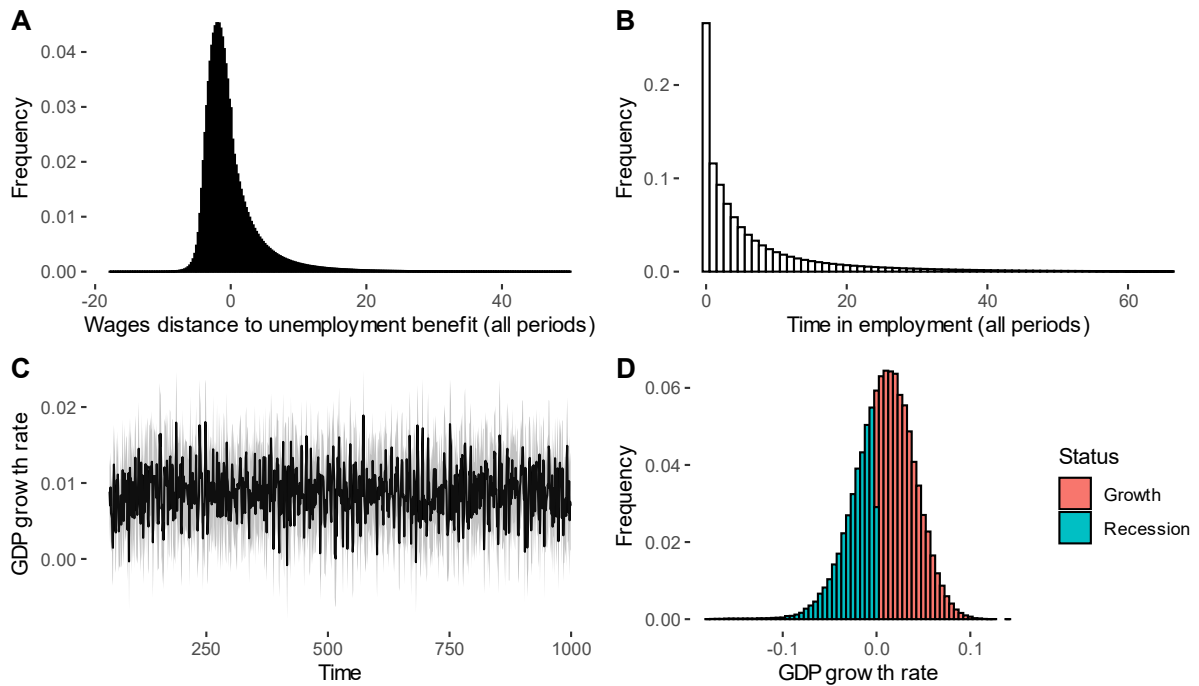 A
Frequency
0.04
0.03
0.02
0.01
0.00
-20
0
20
40
Wages distance to unemployment benefit (all periods)
B
Frequency
0.2
0.1
0.0
0
20
40
60
Time in employment (all periods)
C
GDP growth rate
0.02
0.01
0.00
250
500
750
1000
Time
D
Frequency
0.06
0.04
0.02
0.00
-0.1
0.0
0.1
GDP growth rate
Status
Growth
Recession